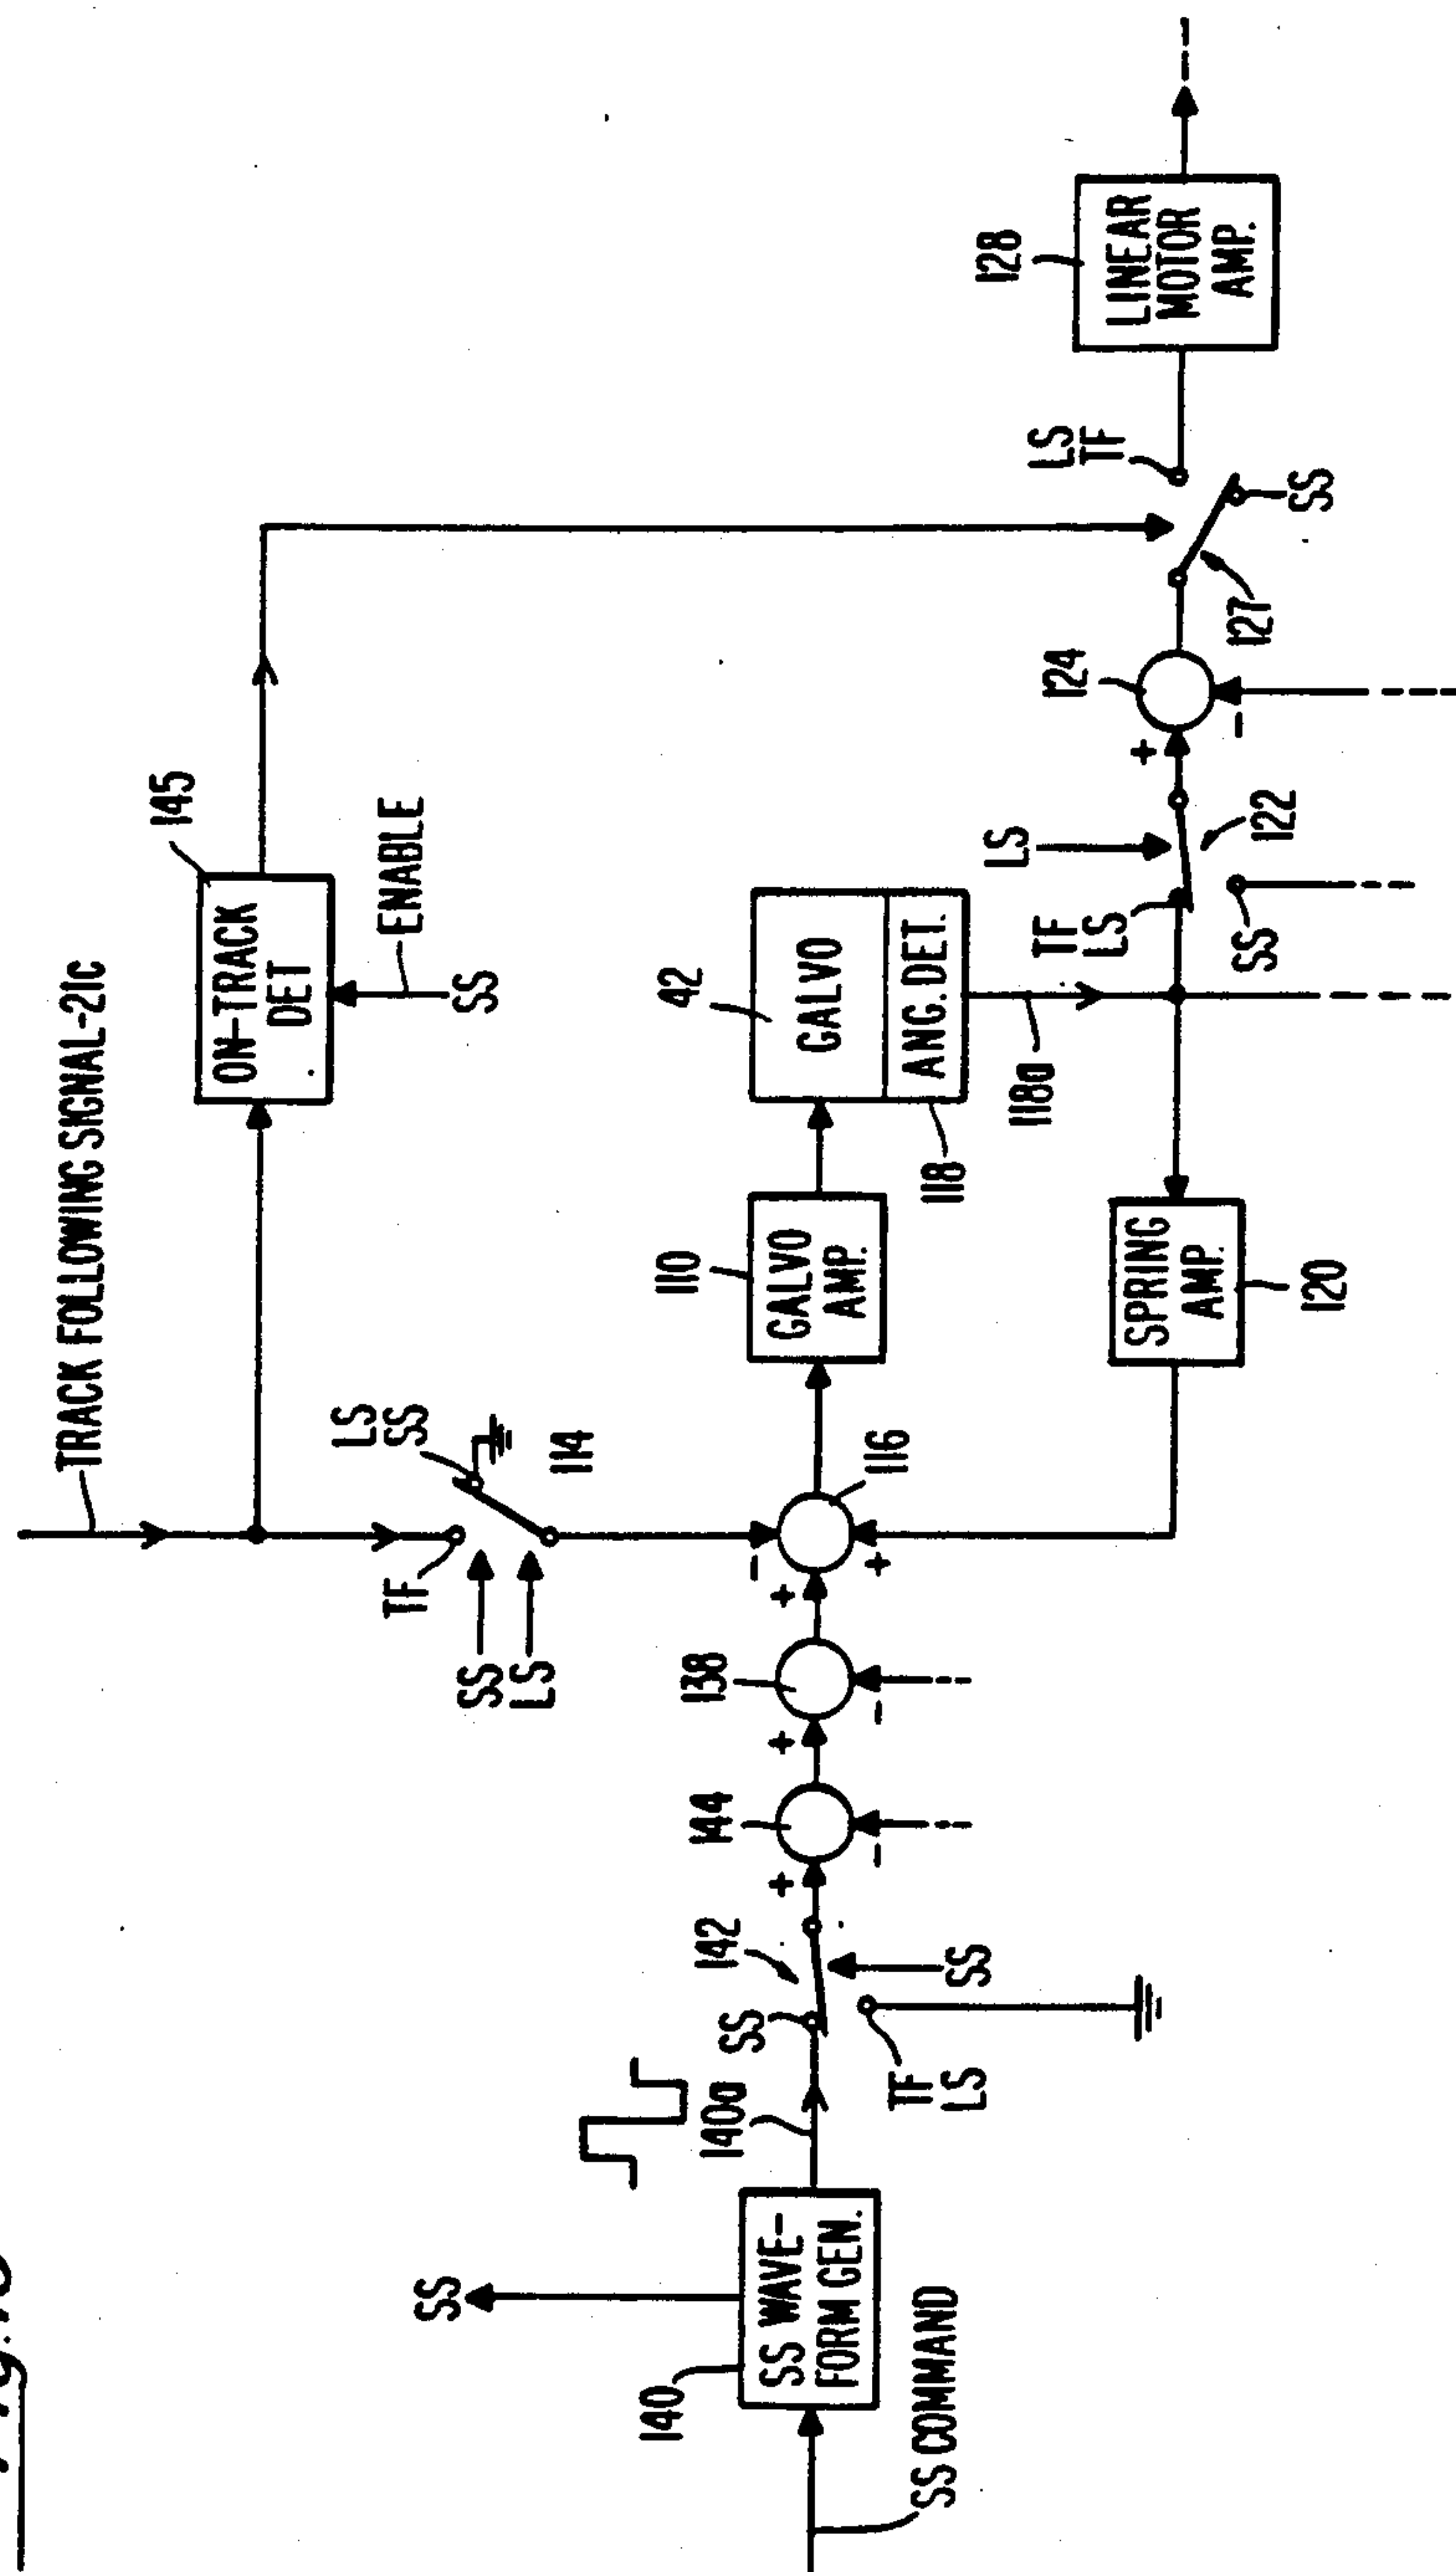 TRACK FOLLOWING SIGNAL-21c
145
ON-TRACK
DET
ENABLE
SS
TF
LS
SS
114
SS
LS
42
GALVO
ANG. DET.
118
118a
110
GALVO
AMP.
116
138
144
142
SS
SS
TF
LS
140a
SS
140
SS WAVE-
FORM GEN.
SS COMMAND
SPRING
AMP.
120
LS
TF
LS
SS
122
124
127
LS
TF
SS
128
LINEAR
MOTOR
AMP.
+
-
-
+
+
+
-
+
-